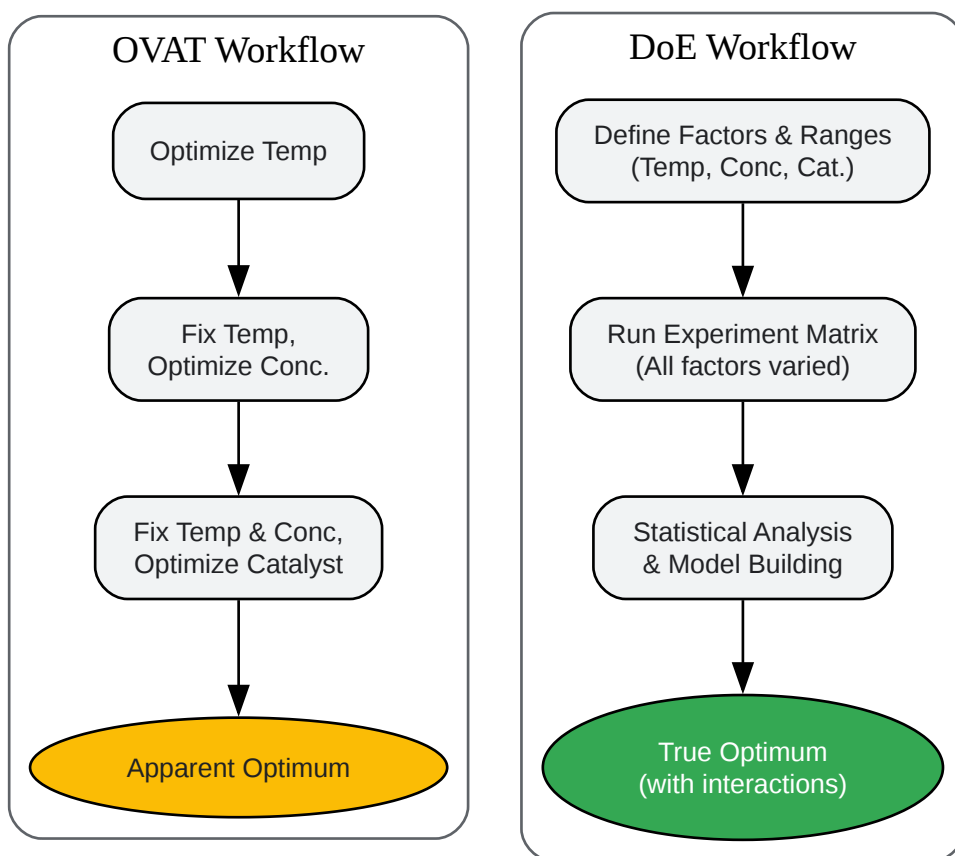 OVAT Workflow
Optimize Temp
Fix Temp,
Optimize Conc.
Fix Temp & Conc,
Optimize Catalyst
Apparent Optimum
DoE Workflow
Define Factors & Ranges
(Temp, Conc, Cat.)
Run Experiment Matrix
(All factors varied)
Statistical Analysis
& Model Building
True Optimum
(with interactions)